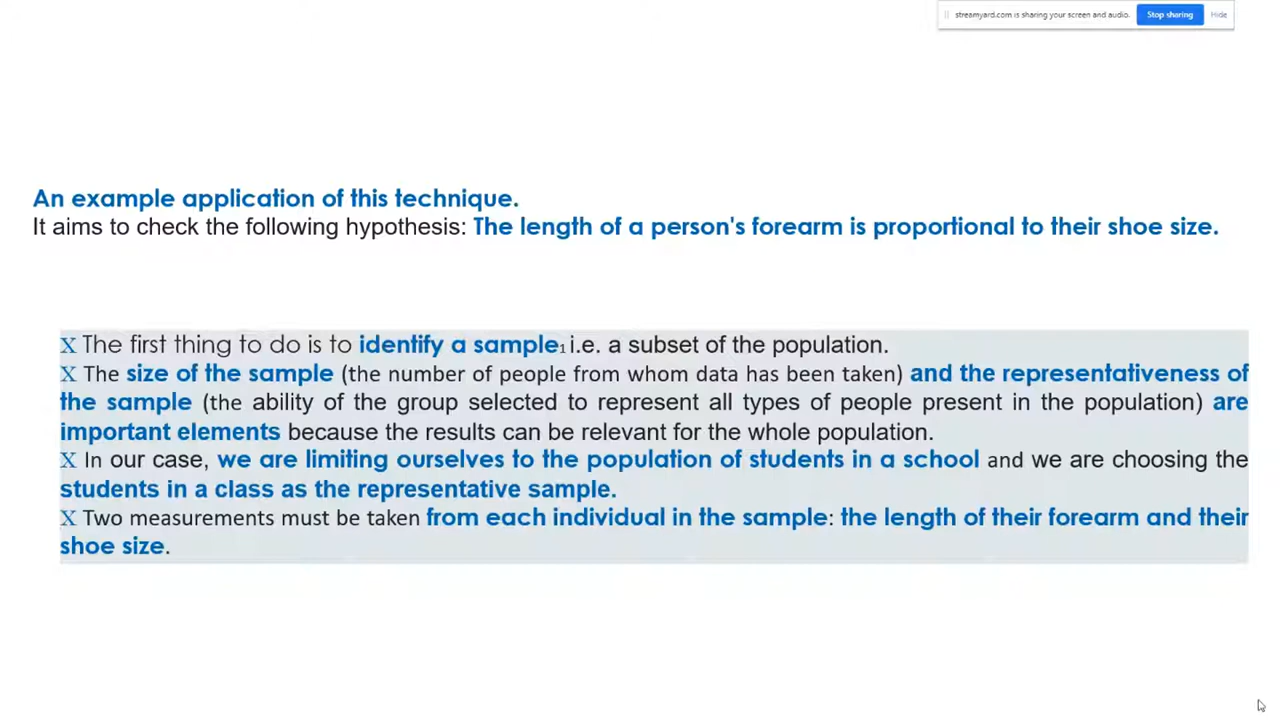 streamyard.com is sharing your screen and audio. Stop sharing Hide
An example application of this technique.
It aims to check the following hypothesis: The length of a person's forearm is proportional to their shoe size.
X The first thing to do is to identify a sample1 i.e. a subset of the population.
X The size of the sample (the number of people from whom data has been taken) and the representativeness of
the sample (the ability of the group selected to represent all types of people present in the population) are
important elements because the results can be relevant for the whole population.
X In our case, we are limiting ourselves to the population of students in a school and we are choosing the
students in a class as the representative sample.
X Two measurements must be taken from each individual in the sample: the length of their forearm and their
shoe size.